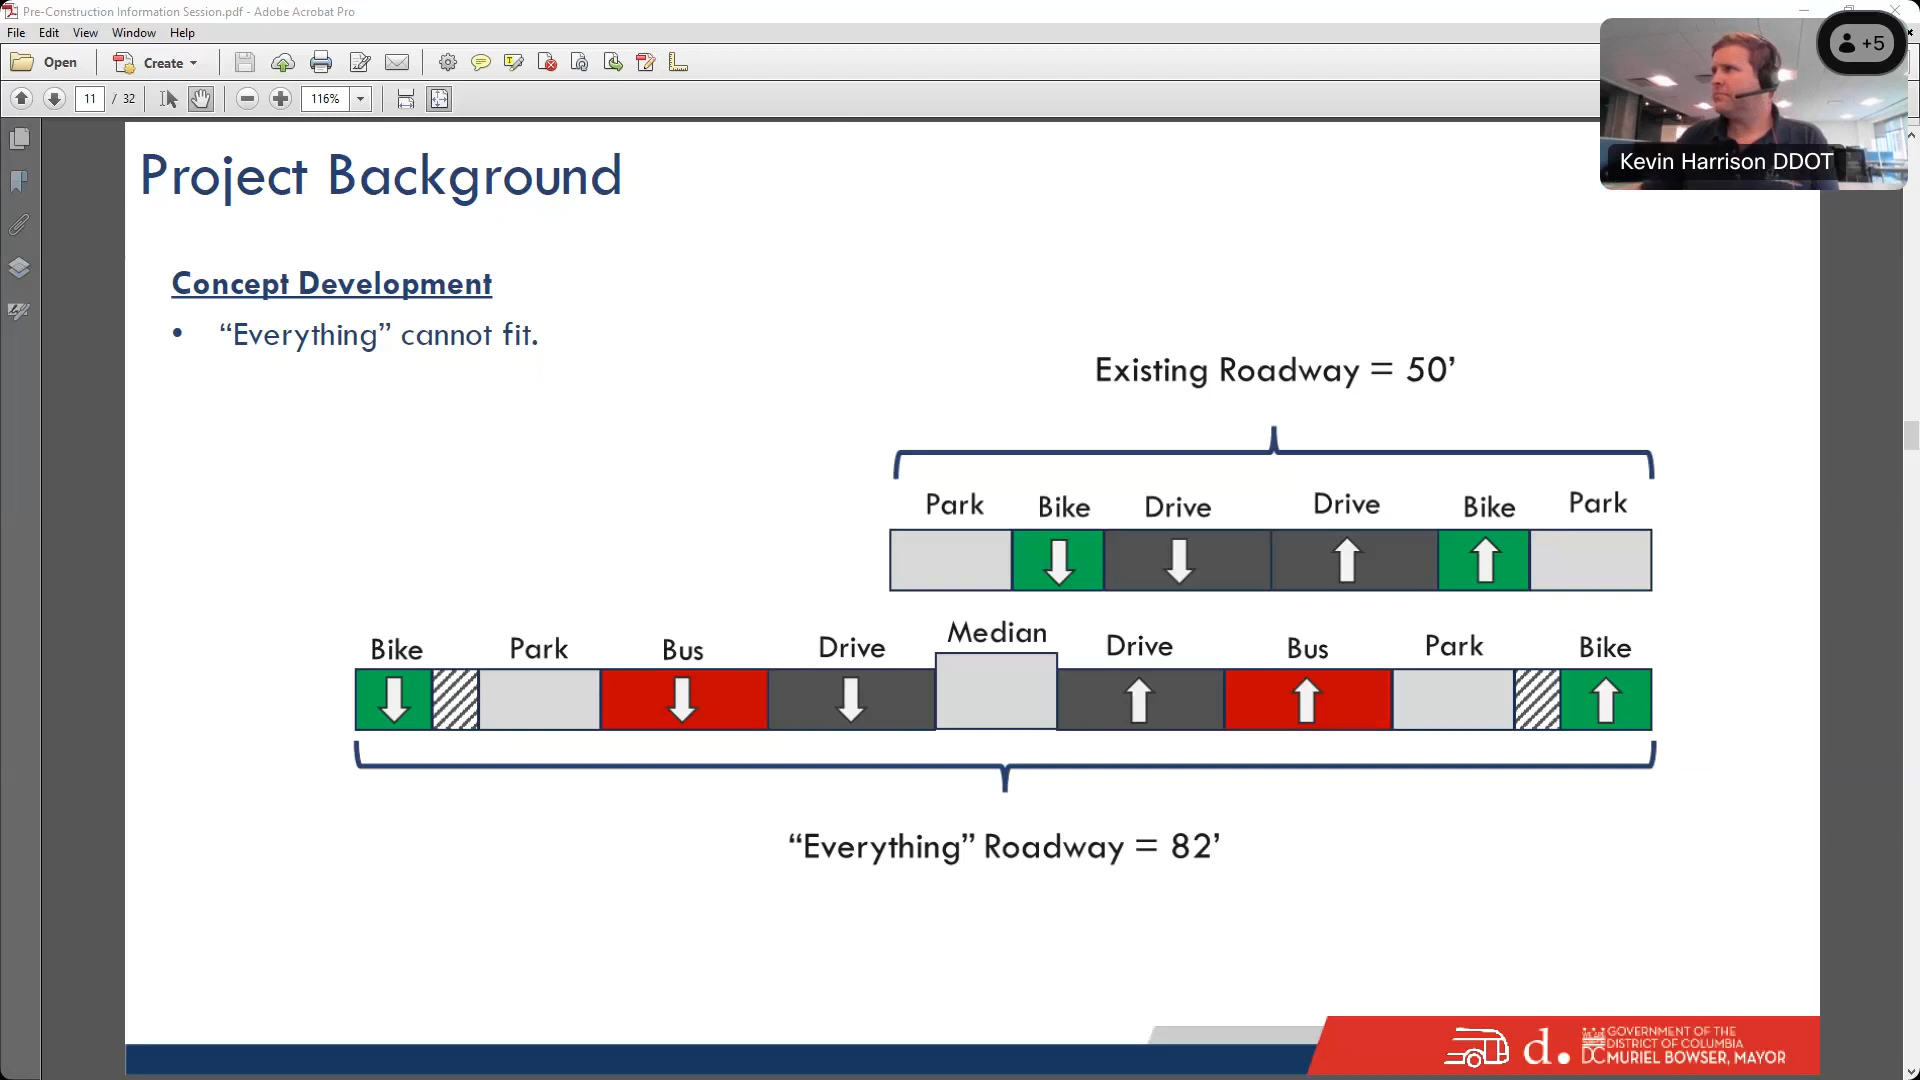 Pre-Construction Information Session.pdf - Adobe Acrobat Pro
File Edit View Window Help
Open Create
11 / 32 116%
+5
Kevin Harrison DDOT
Project Background
Concept Development
• “Everything” cannot fit.
Existing Roadway = 50’
Park Bike Drive Drive Bike Park
Bike Park Bus Drive Median Drive Bus Park Bike
“Everything” Roadway = 82’
d.
WE ARE
DC
GOVERNMENT OF THE
DISTRICT OF COLUMBIA
MURIEL BOWSER, MAYOR